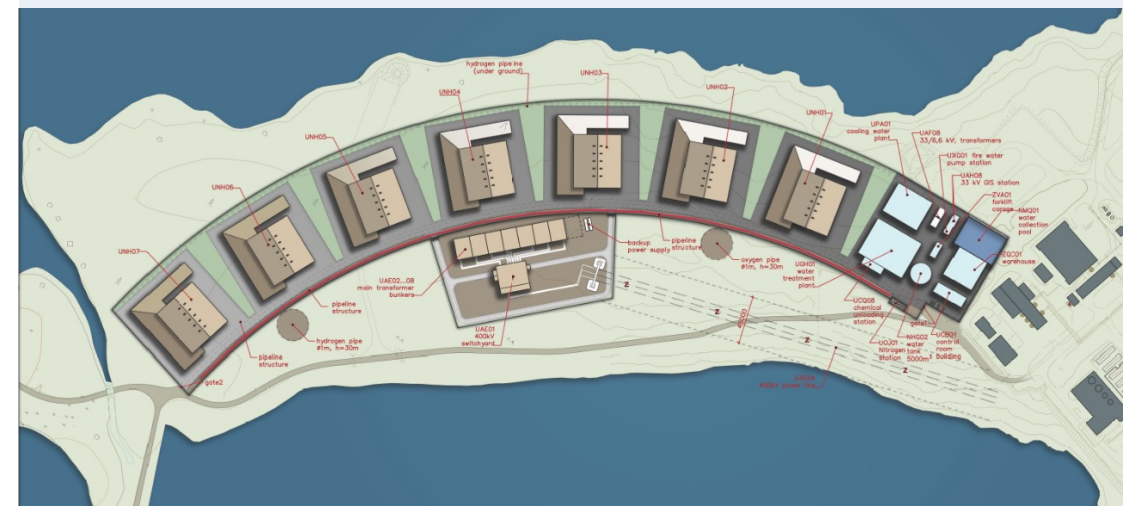 hydrogen pipeline
(under ground)
UNH03
UNH04
UNH02
UNH05
UNH01
UPA01
cooling water
plant
UAF08
33/6,6 kV, transformers
UXG01 fire water
pump station
UAH08
33 kV GIS station
ZVA01
forklift
garage
NMQ01
water
collection
pool
UNH06
UNH07
ZQC01
warehouse
backup
power supply
pipeline
structure
oxygen pipe
ø1m, h=30m
UGH01
water
treatment
plant
UAE02...08
main transformer
bunkers
pipeline
structure
UCQ08
chemical
unloading
station
gate1
UAE01
400kV
switchyard
hydrogen pipe
ø1m, h=30m
pipeline
structure
gate2
40000
Z
Z
Z
Z
NHG02
water
tank
5000m³
UCB01
control
room
Building
Nitrogen
station
400kV power line